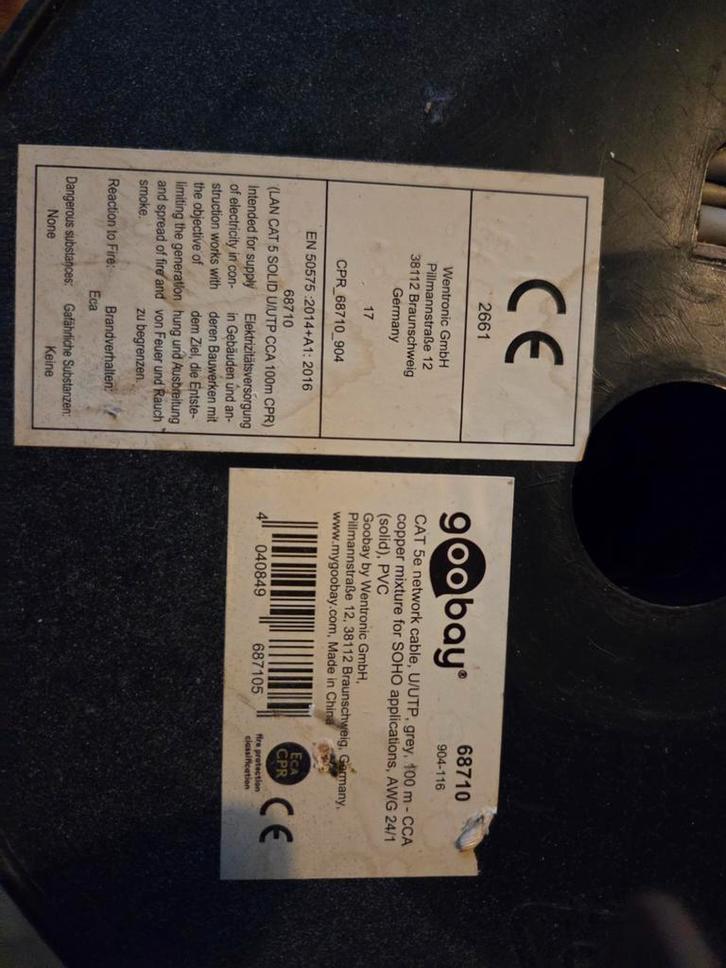 CE
2661
Wentronic GmbH
Pillmannstraße 12
38112 Braunschweig
Germany
17
CPR_68710_904
EN 50575 :2014+A1: 2016
68710
(LAN CAT 5 SOLID U/UTP CCA 100m CPR)
Intended for supply
of electricity in con-
struction works with
the objective of
limiting the generation
and spread of fire and
smoke.
Elektrizitätsversorgung
in Gebäuden und an-
deren Bauwerken mit
dem Ziel, die Entste-
hung und Ausbreitung
von Feuer und Rauch
zu begrenzen.
Reaction to Fire: Brandverhalten:
Eca
Dangerous substances: Gefährliche Substanzen:
None Keine
goobay® 68710
904-116
CAT 5e network cable, U/UTP, grey, 100 m - CCA
copper mixture for SOHO applications, AWG 24/1
(solid), PVC
Goobay by Wentronic GmbH,
Pillmannstraße 12, 38112 Braunschweig, Germany,
www.mygoobay.com, Made in China
4 040849 687105
Eca
CPR
fire protection
classification
CE